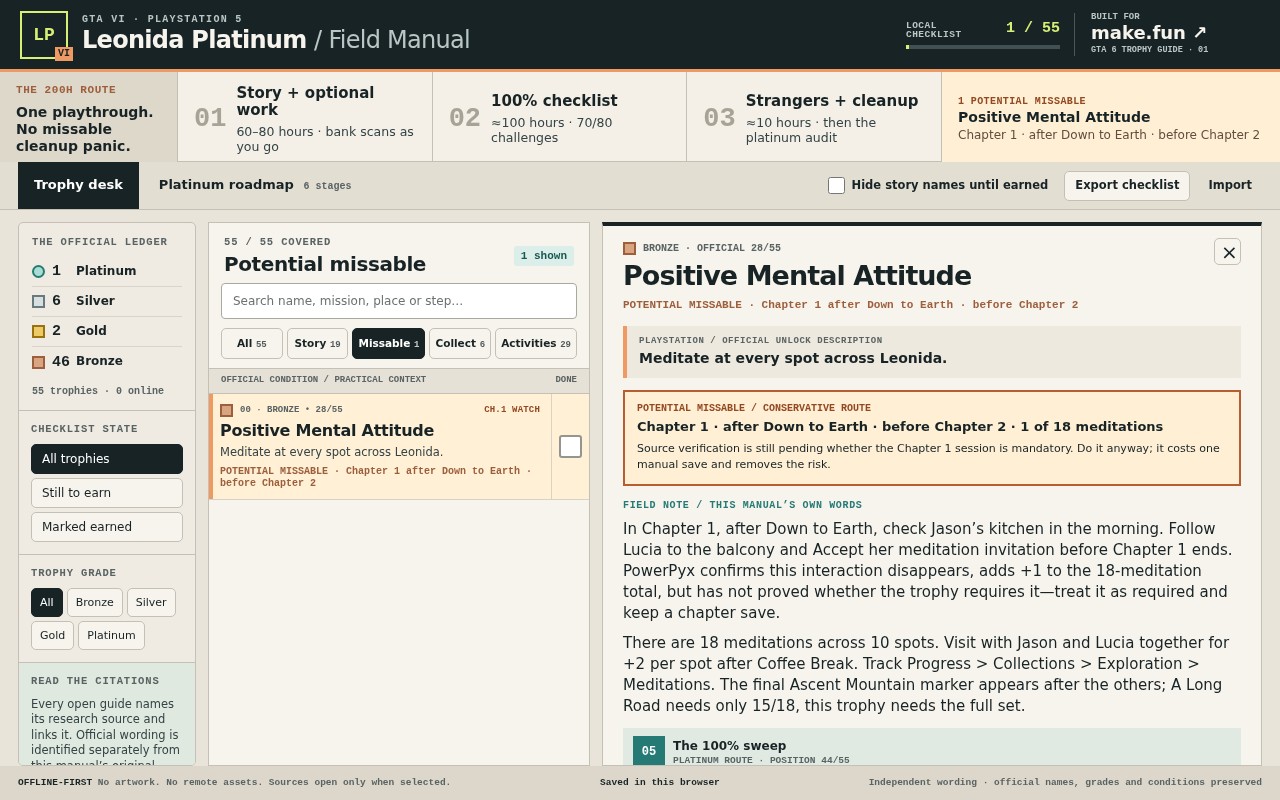 LP
VI
GTA VI · PLAYSTATION 5
Leonida Platinum / Field Manual
LOCAL
CHECKLIST
1 / 55
BUILT FOR
make.fun ↗
GTA 6 TROPHY GUIDE · 01
THE 200H ROUTE
One playthrough.
No missable
cleanup panic.
01
Story + optional
work
60–80 hours · bank scans as
you go
02
100% checklist
≈100 hours · 70/80
challenges
03
Strangers + cleanup
≈10 hours · then the
platinum audit
1 POTENTIAL MISSABLE
Positive Mental Attitude
Chapter 1 · after Down to Earth · before Chapter 2
Trophy desk
Platinum roadmap 6 stages
Hide story names until earned
Export checklist
Import
THE OFFICIAL LEDGER
1 Platinum
6 Silver
2 Gold
46 Bronze
55 trophies · 0 online
CHECKLIST STATE
All trophies
Still to earn
Marked earned
TROPHY GRADE
All
Bronze
Silver
Gold
Platinum
READ THE CITATIONS
Every open guide names
its research source and
links it. Official wording is
identified separately from
this manual's original
55 / 55 COVERED
Potential missable
1 shown
Search name, mission, place or step…
All 55
Story 19
Missable 1
Collect 6
Activities 29
OFFICIAL CONDITION / PRACTICAL CONTEXT
DONE
00 · BRONZE • 28/55
CH.1 WATCH
Positive Mental Attitude
Meditate at every spot across Leonida.
POTENTIAL MISSABLE · Chapter 1 after Down to Earth ·
before Chapter 2
BRONZE · OFFICIAL 28/55
×
Positive Mental Attitude
POTENTIAL MISSABLE · Chapter 1 after Down to Earth · before Chapter 2
PLAYSTATION / OFFICIAL UNLOCK DESCRIPTION
Meditate at every spot across Leonida.
POTENTIAL MISSABLE / CONSERVATIVE ROUTE
Chapter 1 · after Down to Earth · before Chapter 2 · 1 of 18 meditations
Source verification is still pending whether the Chapter 1 session is mandatory. Do it anyway; it costs one
manual save and removes the risk.
FIELD NOTE / THIS MANUAL’S OWN WORDS
In Chapter 1, after Down to Earth, check Jason’s kitchen in the morning. Follow
Lucia to the balcony and Accept her meditation invitation before Chapter 1 ends.
PowerPyx confirms this interaction disappears, adds +1 to the 18-meditation
total, but has not proved whether the trophy requires it—treat it as required and
keep a chapter save.
There are 18 meditations across 10 spots. Visit with Jason and Lucia together for
+2 per spot after Coffee Break. Track Progress > Collections > Exploration >
Meditations. The final Ascent Mountain marker appears after the others; A Long
Road needs only 15/18, this trophy needs the full set.
05
The 100% sweep
PLATINUM ROUTE · POSITION 44/55
OFFLINE-FIRST No artwork. No remote assets. Sources open only when selected.
Saved in this browser
Independent wording · official names, grades and conditions preserved